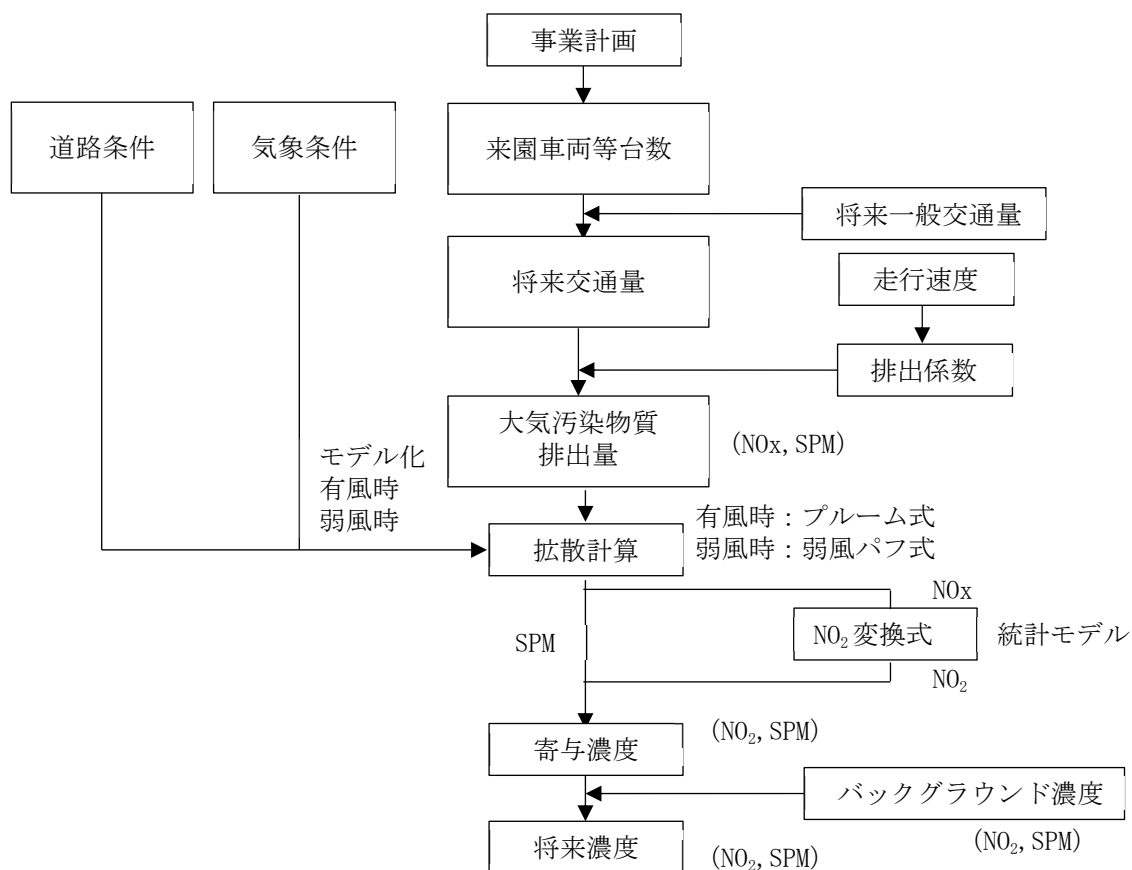 事業計画
道路条件
気象条件
来園車両等台数
将来一般交通量
将来交通量
走行速度
排出係数
大気汚染物質
排出量
(NOx, SPM)
モデル化
有風時
弱風時
有風時：プルーム式
弱風時：弱風パフ式
拡散計算
NOx
SPM
NO₂変換式
統計モデル
NO₂
寄与濃度
(NO₂, SPM)
バックグラウンド濃度
(NO₂, SPM)
将来濃度
(NO₂, SPM)